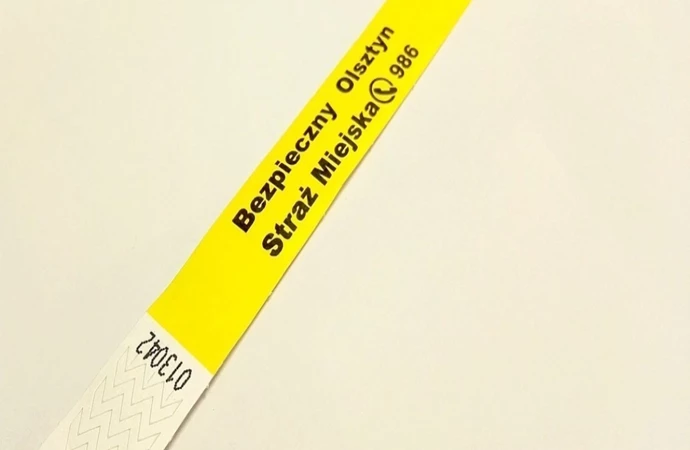 Bezpieczny Olsztyn
Straż Miejska 986
013042